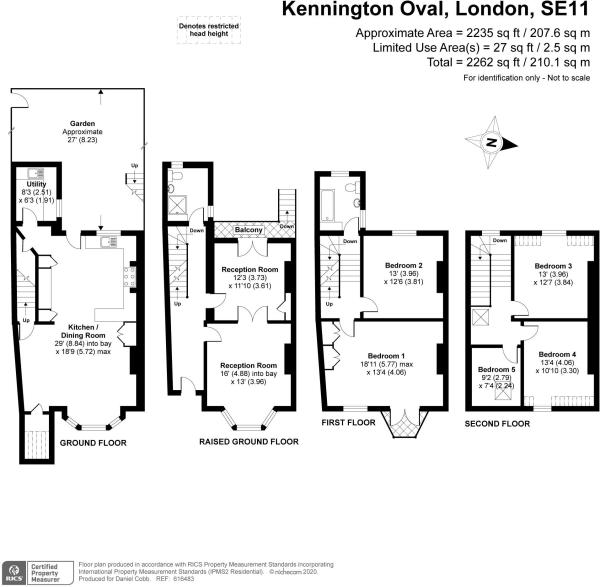 Kennington Oval, London, SE11
Approximate Area = 2235 sq ft / 207.6 sq m
Limited Use Area(s) = 27 sq ft / 2.5 sq m
Total = 2262 sq ft / 210.1 sq m
For identification only - Not to scale
Denotes restricted
head height
N
Garden
Approximate
27' (8.23)
Up
Utility
8'3 (2.51)
x 6'3 (1.91)
Up
Kitchen /
Dining Room
29' (8.84) into bay
x 18'9 (5.72) max
GROUND FLOOR
Down
Balcony
Down
Reception Room
12'3 (3.73)
x 11'10 (3.61)
Up
Reception Room
16' (4.88) into bay
x 13' (3.96)
RAISED GROUND FLOOR
Down
Bedroom 2
13' (3.96)
x 12'6 (3.81)
Up
Bedroom 1
18'11 (5.77) max
x 13'4 (4.06)
FIRST FLOOR
Down
Bedroom 3
13' (3.96)
x 12'7 (3.84)
Bedroom 4
13'4 (4.06)
x 10'10 (3.30)
Bedroom 5
9'2 (2.79)
x 7'4 (2.24)
SECOND FLOOR
RICS
Certified
Property
Measurer
Floor plan produced in accordance with RICS Property Measurement Standards incorporating
International Property Measurement Standards (IPMS2 Residential). © nichecom 2020.
Produced for Daniel Cobb. REF: 616483